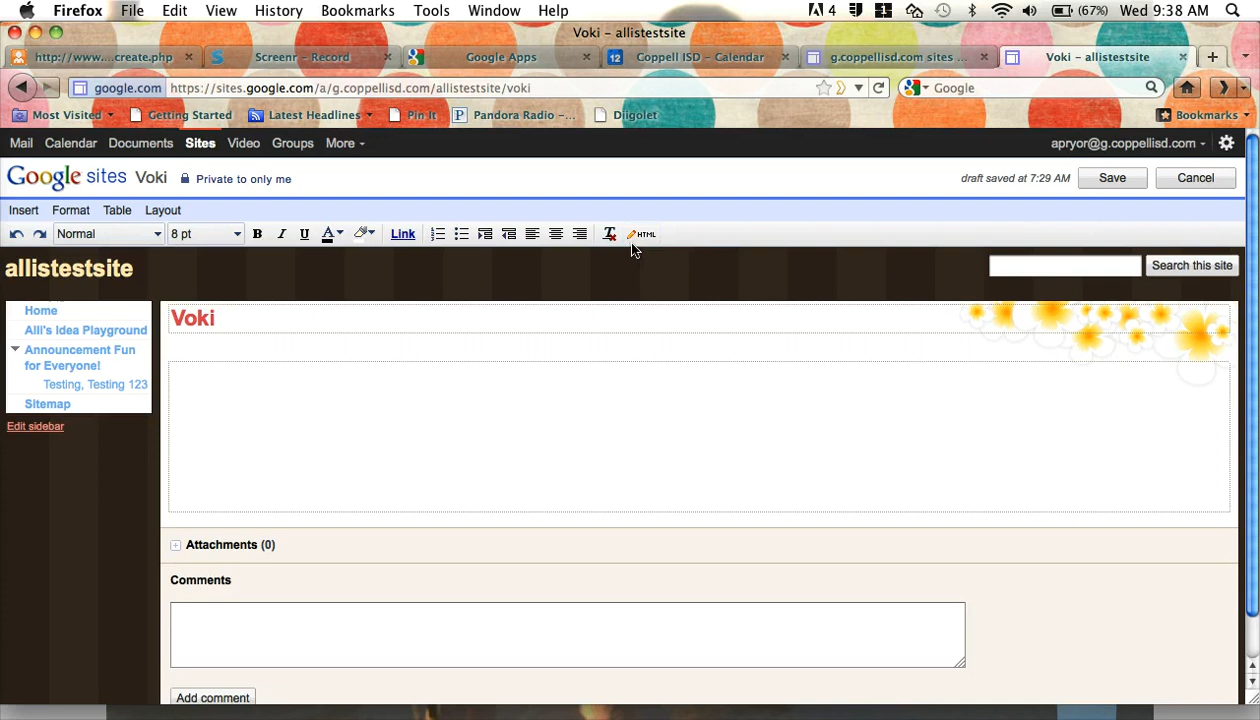 Firefox File Edit View History Bookmarks Tools Window Help 4 1 (67%) Wed 9:38 AM
Voki – allistestsite
http://www....create.php Screenr – Record Google Apps 12 Coppell ISD – Calendar g.coppellisd.com sites ... Voki – allistestsite
google.com https://sites.google.com/a/g.coppellisd.com/allistestsite/voki Google
Most Visited Getting Started Latest Headlines Pin It Pandora Radio –... Diigolet Bookmarks
Mail Calendar Documents Sites Video Groups More apryor@g.coppellisd.com
Google sites Voki Private to only me draft saved at 7:29 AM Save Cancel
Insert Format Table Layout
Normal 8 pt B I U A Link T HTML
allistestsite Search this site
Home
Alli's Idea Playground
Announcement Fun
for Everyone!
Testing, Testing 123
Sitemap
Edit sidebar
Voki
Attachments (0)
Comments
Add comment